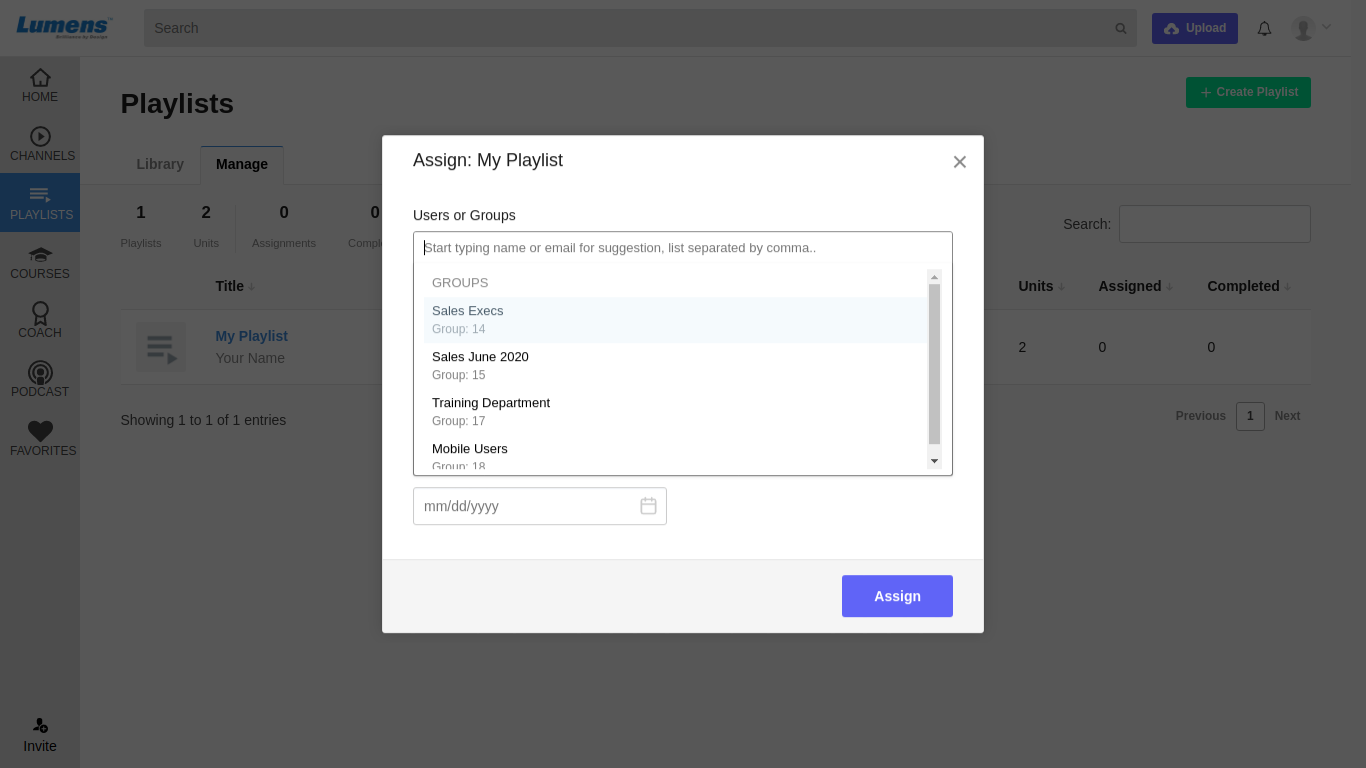 Lumens
Search
Upload
HOME
CHANNELS
PLAYLISTS
COURSES
COACH
PODCAST
FAVORITES
Invite
Playlists
Create Playlist
Library
Manage
1
2
0
0
Playlists
Units
Assignments
Comple
Search:
Title
Units
Assigned
Completed
My Playlist
Your Name
2
0
0
Showing 1 to 1 of 1 entries
Previous
1
Next
Assign: My Playlist
Users or Groups
Start typing name or email for suggestion, list separated by comma..
GROUPS
Sales Execs
Group: 14
Sales June 2020
Group: 15
Training Department
Group: 17
Mobile Users
Group: 18
mm/dd/yyyy
Assign